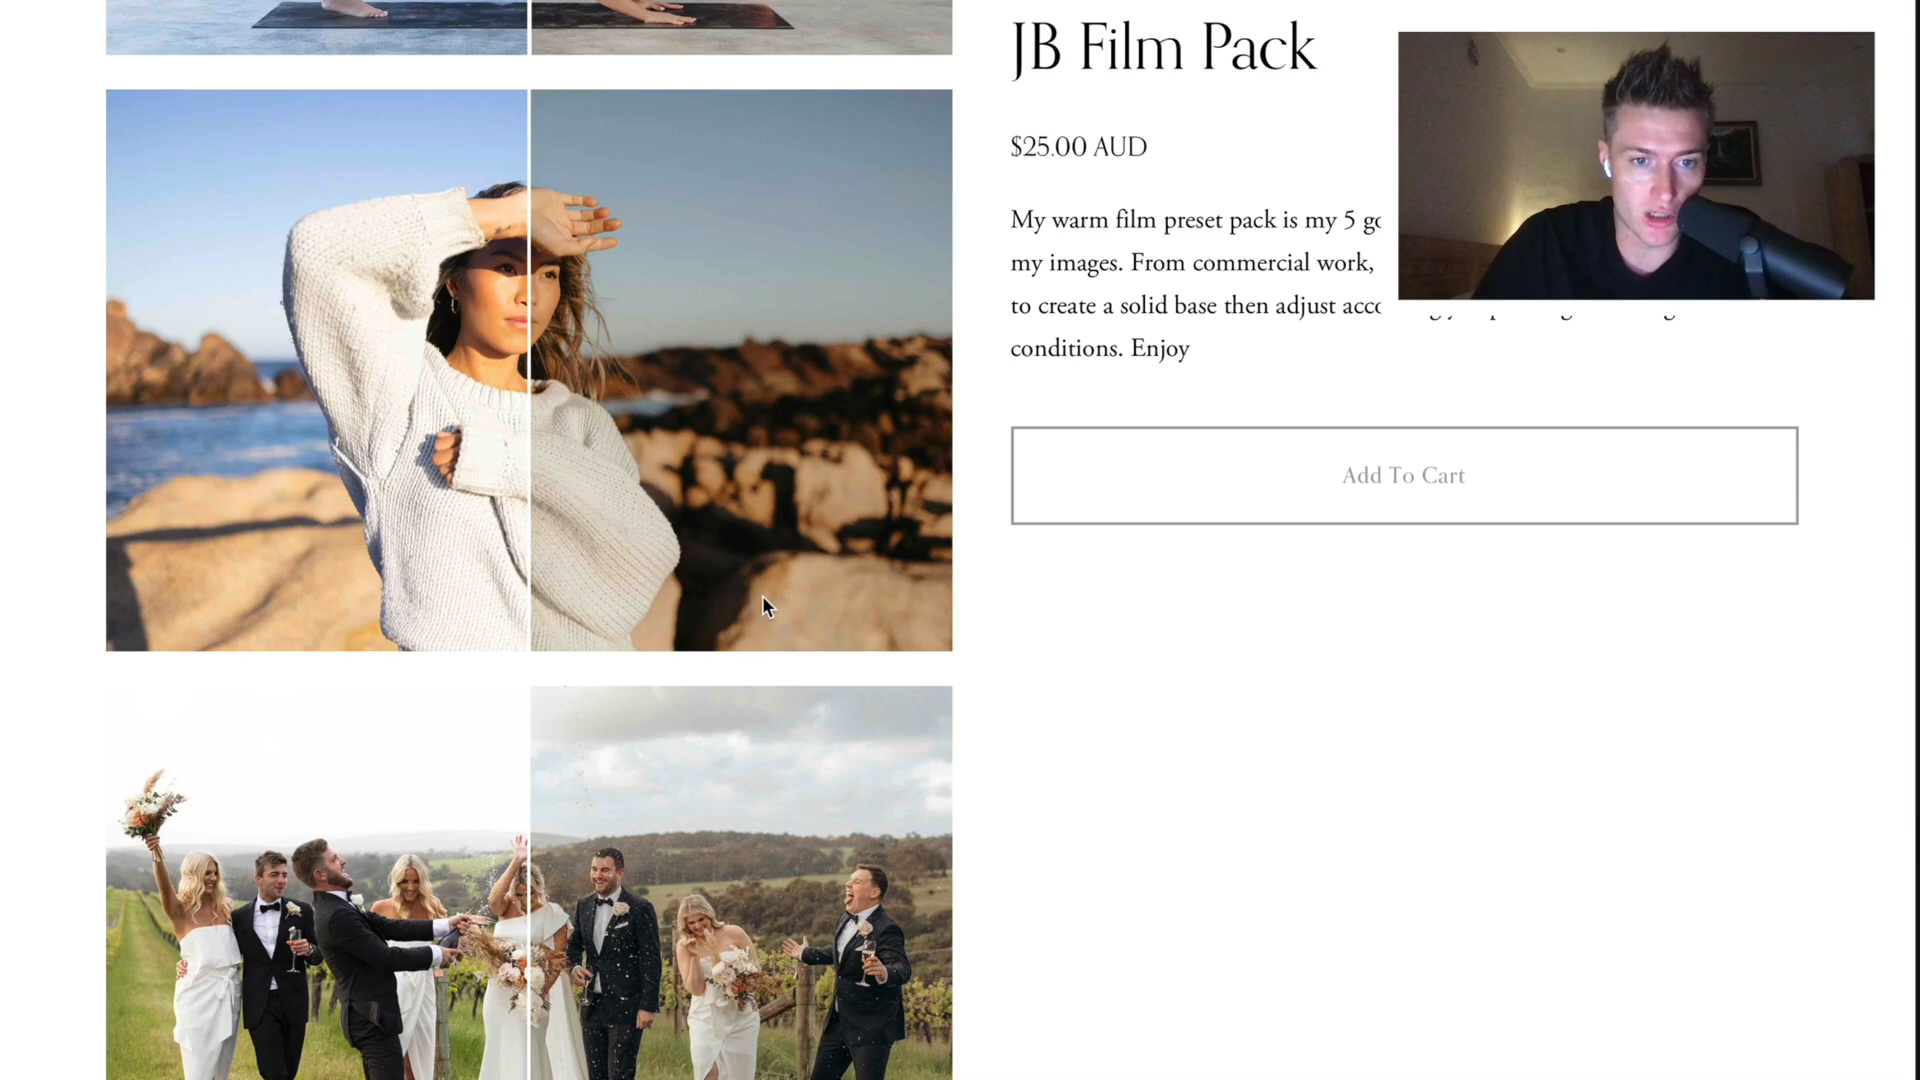 JB Film Pack
$25.00 AUD
My warm film preset pack is my 5
my images. From commercial work,
to create a solid base then adjust
conditions. Enjoy
Add To Cart